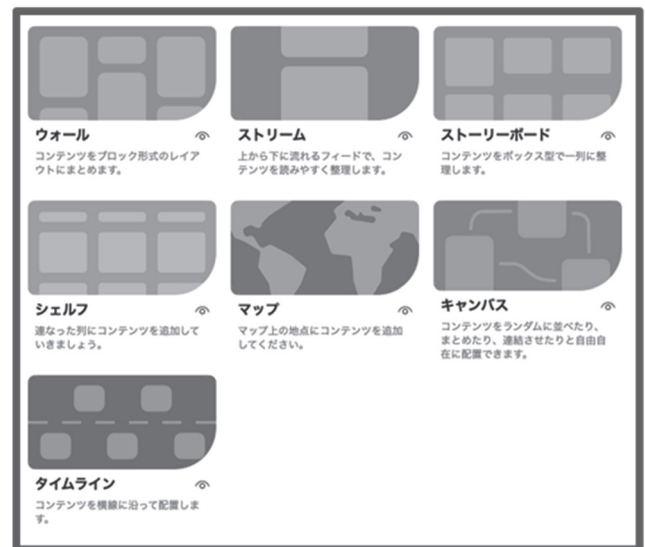 ウォール
コンテンツをブロック形式のレイア
ウトにまとめます。
ストリーム
上から下に流れるフィードで、コン
テンツを読みやすく整理します。
ストーリーボード
コンテンツをボックス型で一列に整
理します。
シェルフ
連なった列にコンテンツを追加して
いきましょう。
マップ
マップ上の地点にコンテンツを追加
してください。
キャンバス
コンテンツをランダムに並べたり、
まとめたり、連結させたりと自由自
在に配置できます。
タイムライン
コンテンツを横線に沿って配置しま
す。